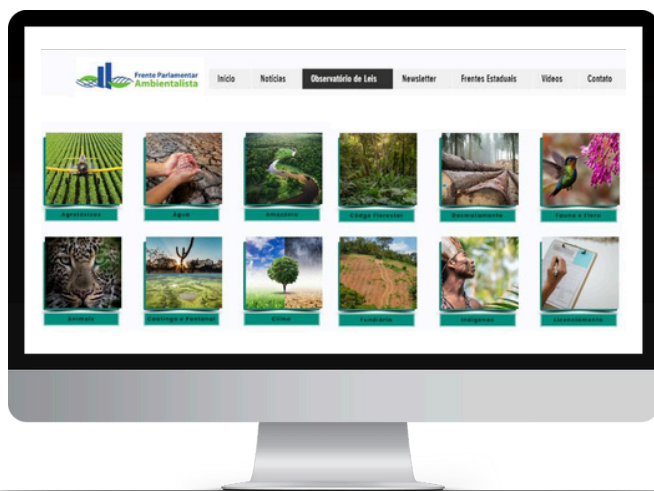 Frente Parlamentar
Ambientalista
Início Notícias Observatório de Leis Newsletter Frentes Estaduais Vídeos Contato
Agrotóxicos Água Amazônia Código Florestal Desmatamento Fauna e Flora
Animais Caatinga e Pantanal Clima Fundiário Indígenas Licenciamento